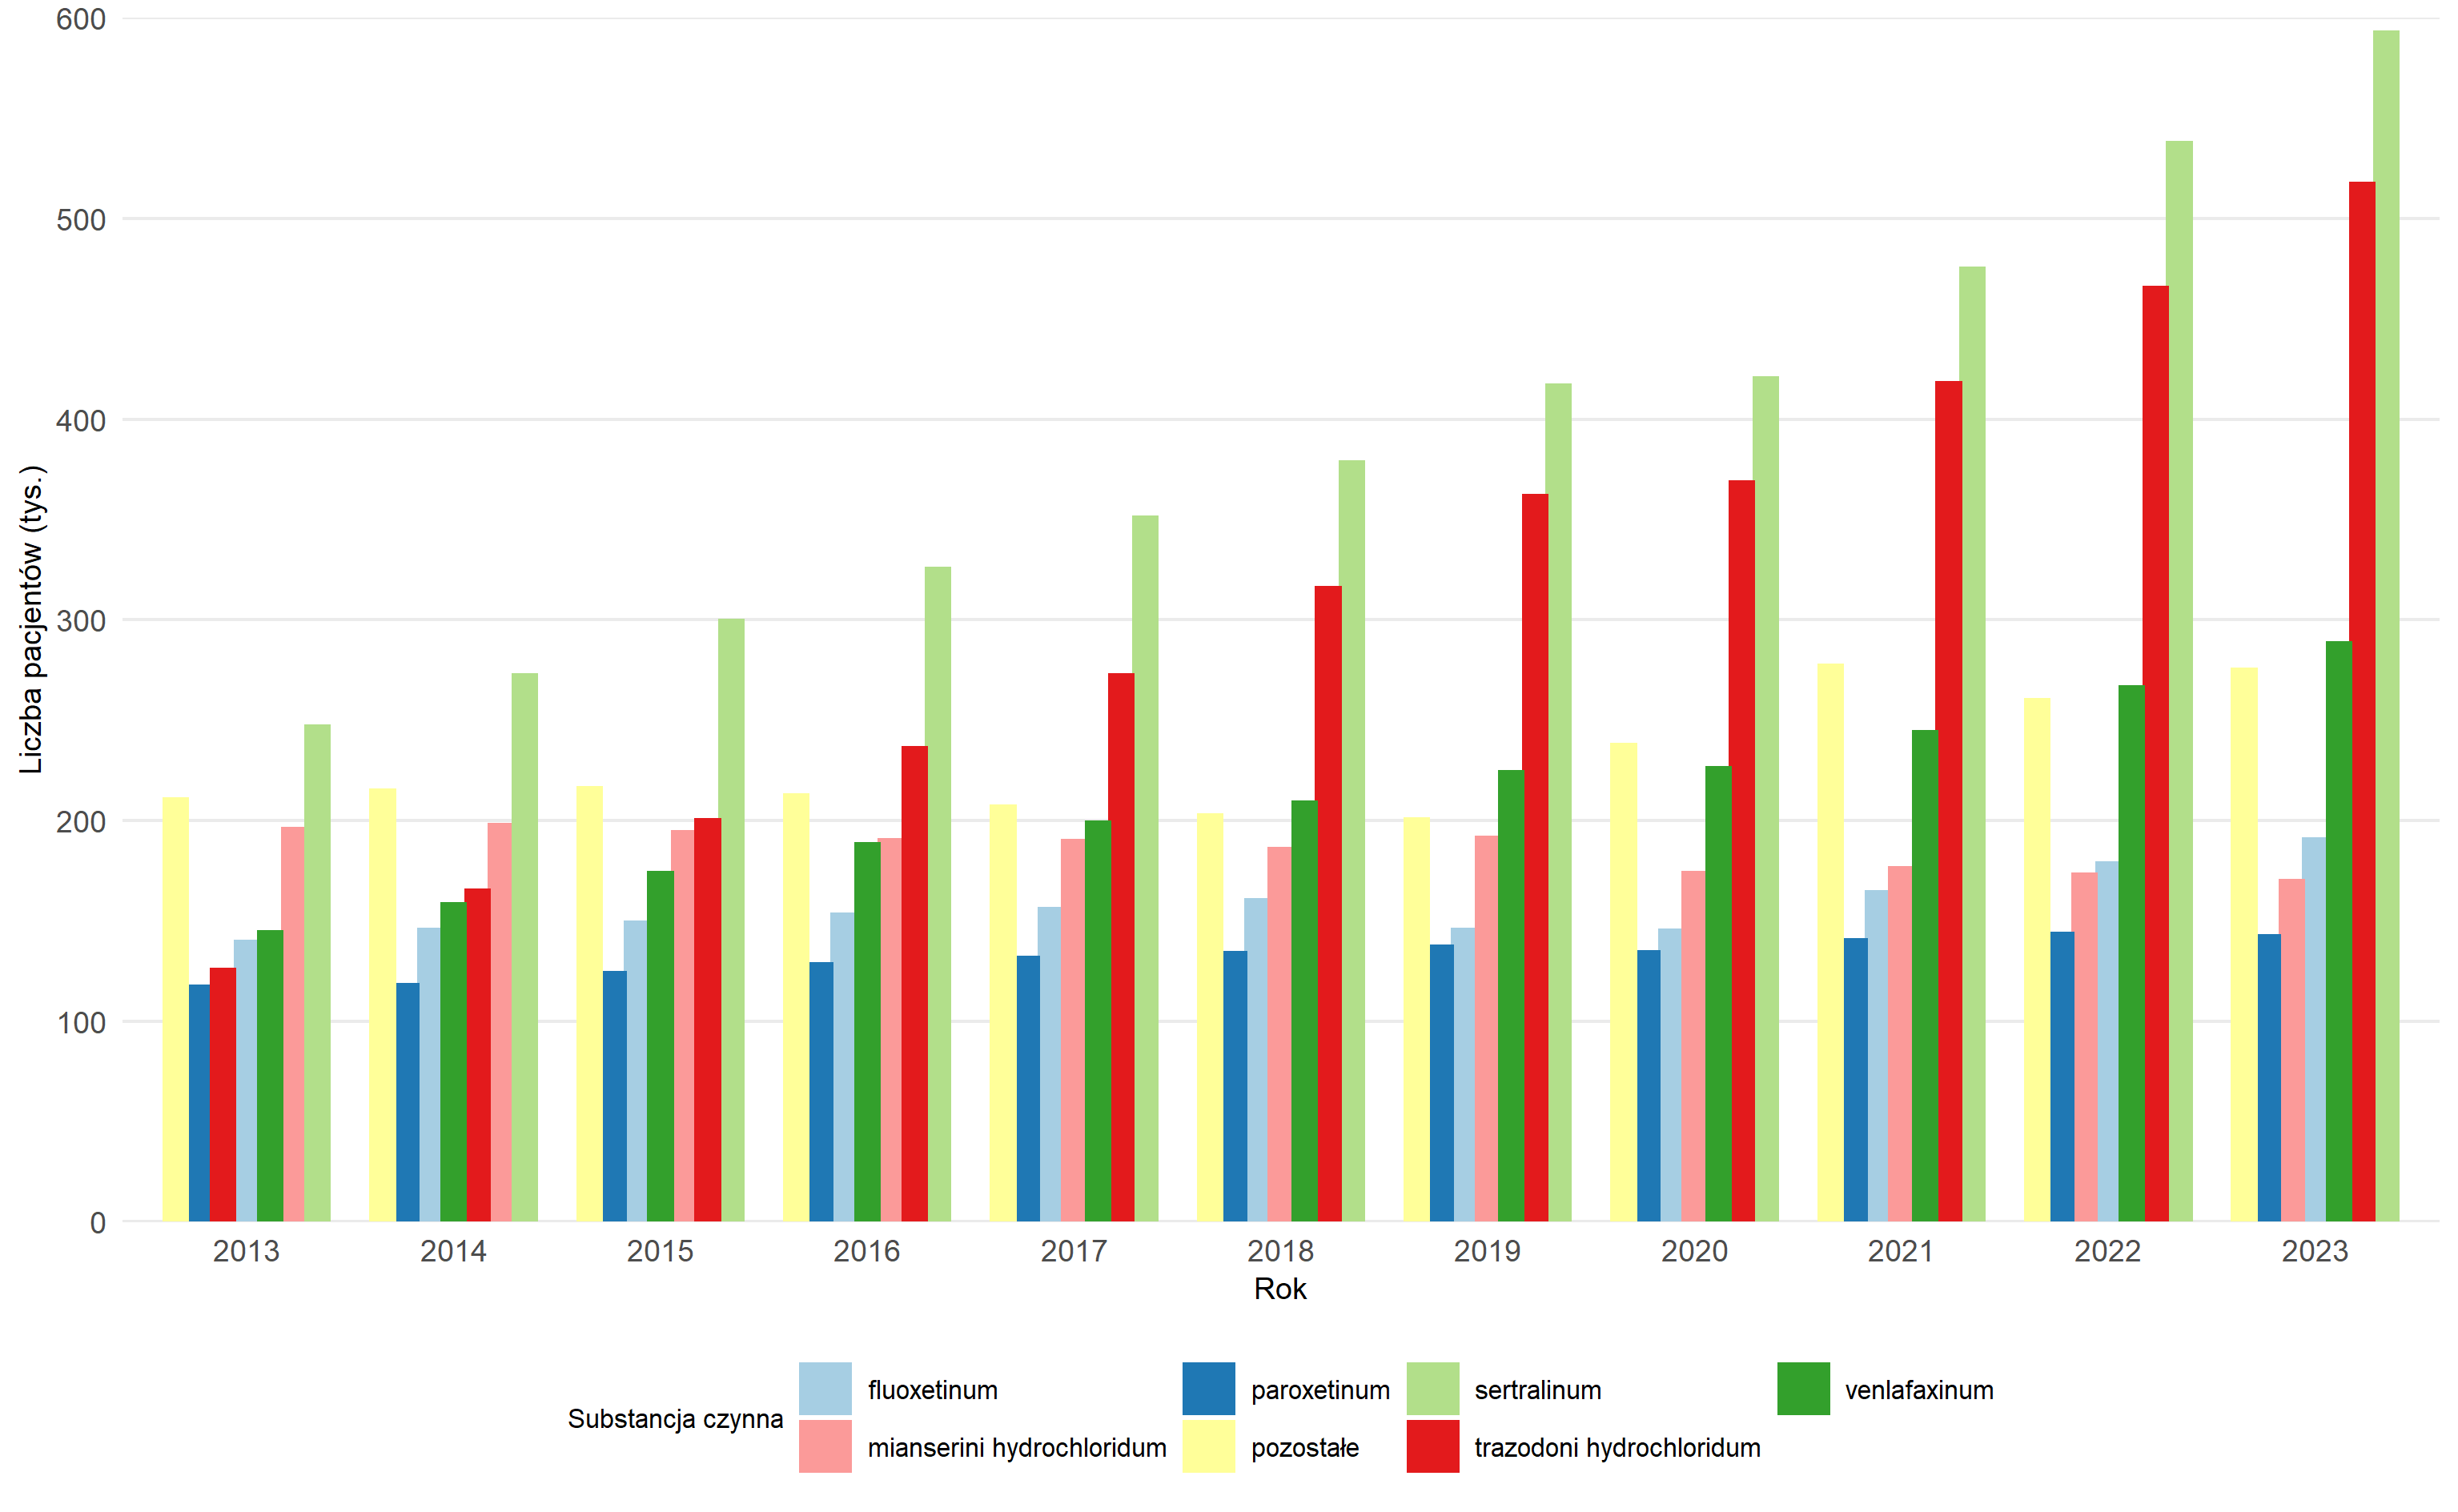 600
500
400
300
200
100
0
Liczba pacjentów (tys.)
2013 2014 2015 2016 2017 2018 2019 2020 2021 2022 2023
Rok
Substancja czynna
fluoxetinum paroxetinum sertralinum venlafaxinum
mianserini hydrochloridum pozostałe trazodoni hydrochloridum